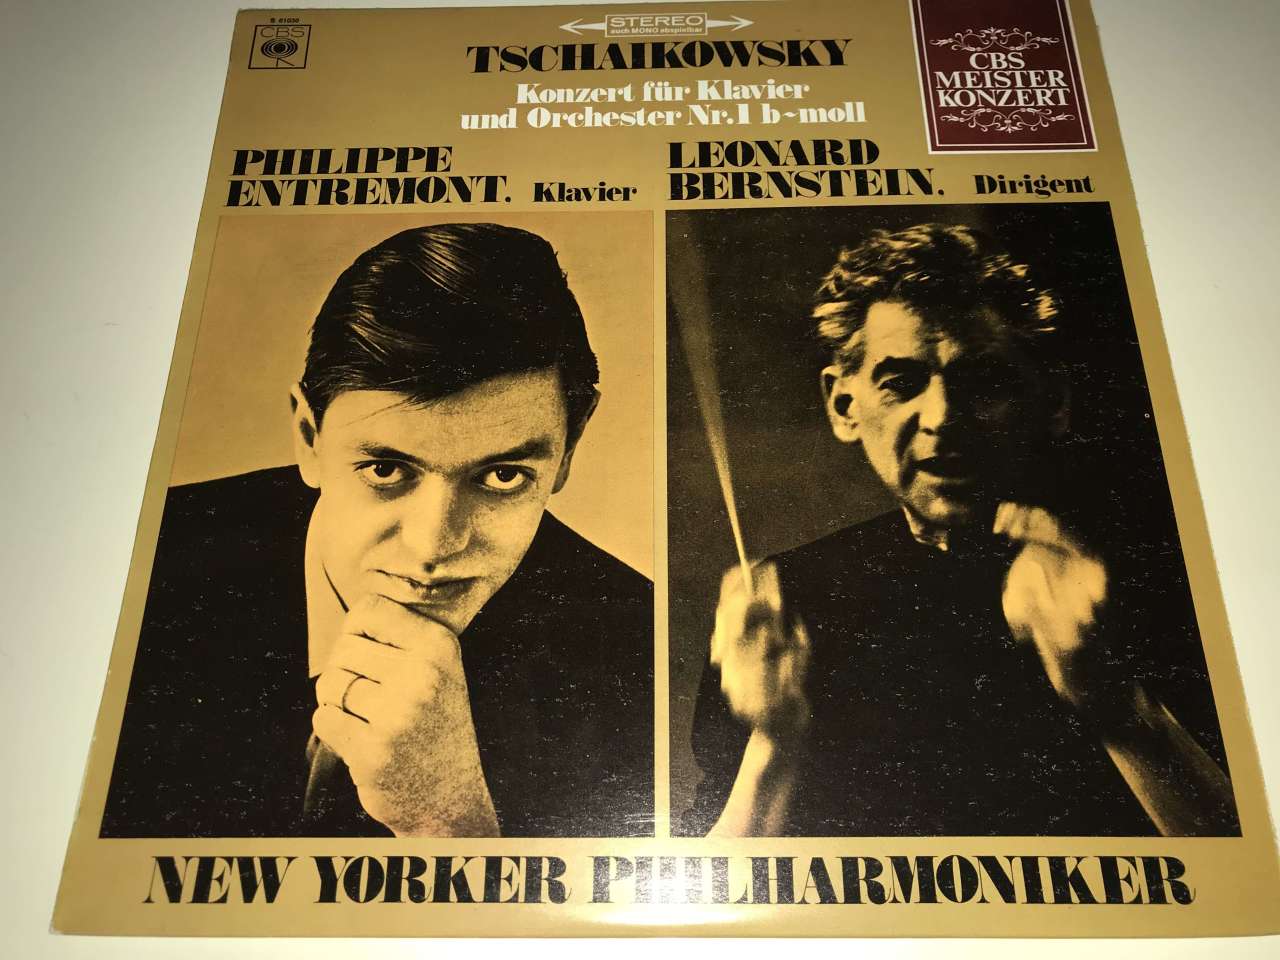 S 61030
CBS
STEREO
auch MONO abspielbar
TSCHAIKOWSKY
Konzert für Klavier
und Orchester Nr.1 b-moll
CBS
MEISTER
KONZERT
PHILIPPE
ENTREMONT. Klavier
LEONARD
BERNSTEIN. Dirigent
NEW YORKER PHILHARMONIKER